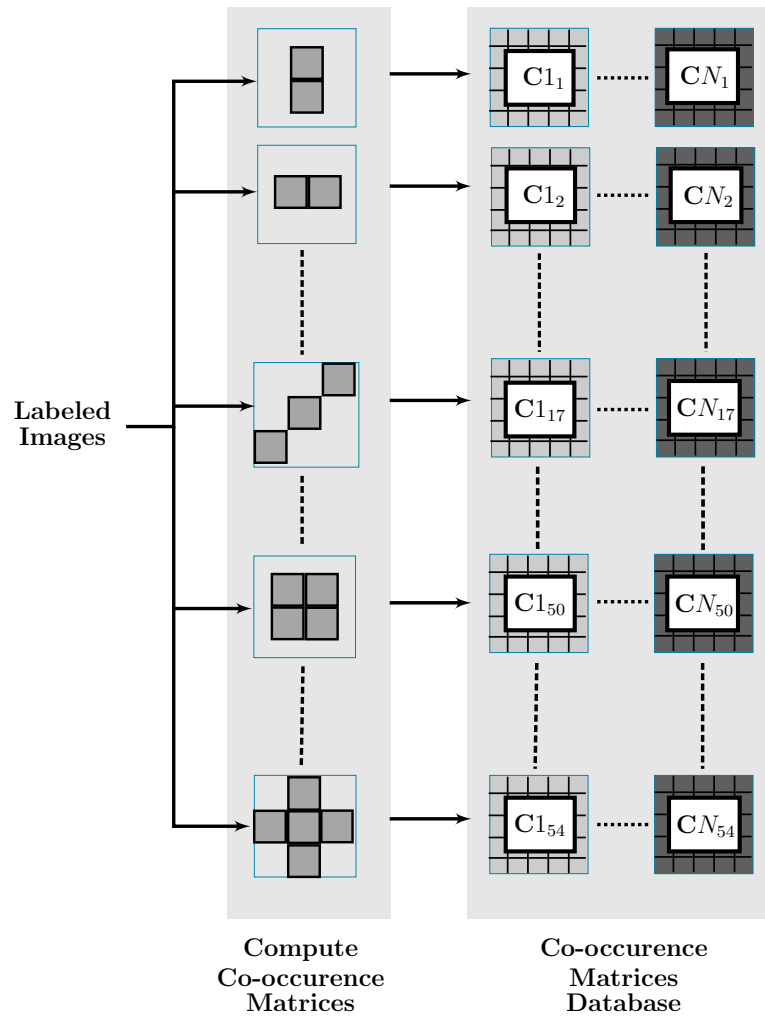 C1₁ CN₁
C1₂ CN₂
C1₁₇ CN₁₇
Labeled
Images
C1₅₀ CN₅₀
C1₅₄ CN₅₄
Compute
Co-occurence
Matrices
Co-occurence
Matrices
Database